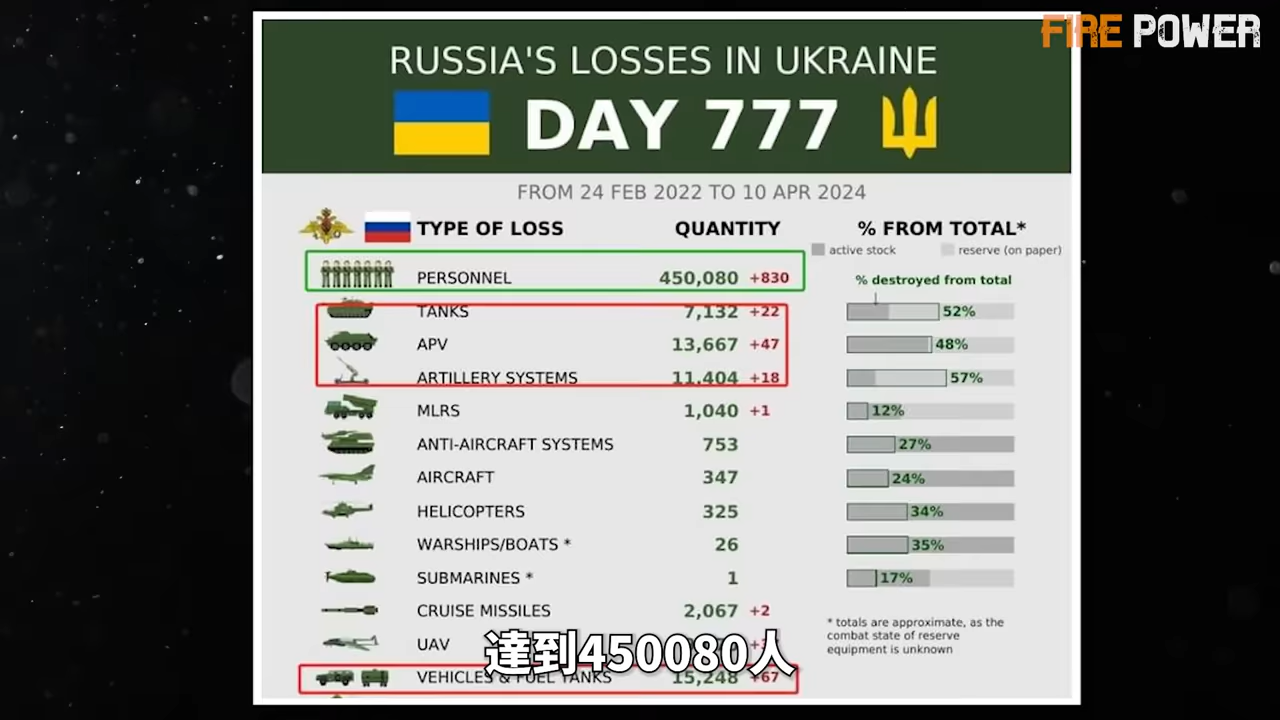 FIRE POWER
RUSSIA'S LOSSES IN UKRAINE
DAY 777
FROM 24 FEB 2022 TO 10 APR 2024
TYPE OF LOSS QUANTITY % FROM TOTAL*
active stock reserve (on paper)
% destroyed from total
PERSONNEL 450,080 +830
TANKS 7,132 +22 52%
APV 13,667 +47 48%
ARTILLERY SYSTEMS 11,404 +18 57%
MLRS 1,040 +1 12%
ANTI-AIRCRAFT SYSTEMS 753 27%
AIRCRAFT 347 24%
HELICOPTERS 325 34%
WARSHIPS/BOATS * 26 35%
SUBMARINES * 1 17%
CRUISE MISSILES 2,067 +2
* totals are approximate, as the
combat state of reserve
equipment is unknown
UAV
達到450080人
VEHICLES & FUEL TANKS 15,248 +67